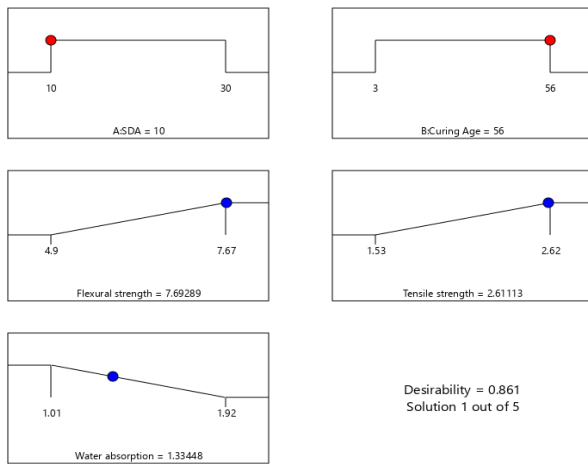 10 30
A:SDA = 10
3 56
B:Curing Age = 56
4.9 7.67
Flexural strength = 7.69289
1.53 2.62
Tensile strength = 2.61113
1.01 1.92
Water absorption = 1.33448
Desirability = 0.861
Solution 1 out of 5